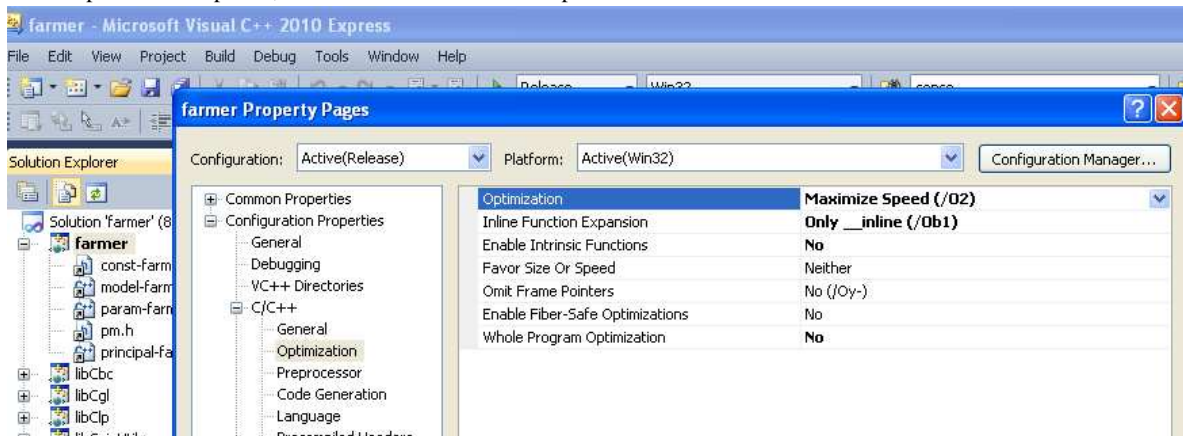 farmer - Microsoft Visual C++ 2010 Express
File Edit View Project Build Debug Tools Window Help
Release Win32
farmer Property Pages
Solution Explorer
Configuration: Active(Release) Platform: Active(Win32) Configuration Manager...
Solution 'farmer' (8
farmer
const-farm
model-farm
param-farn
pm.h
principal-fa
libCbc
libCgl
libClp
Common Properties
Configuration Properties
General
Debugging
VC++ Directories
C/C++
General
Optimization
Preprocessor
Code Generation
Language
Optimization Maximize Speed (/O2)
Inline Function Expansion Only __inline (/Ob1)
Enable Intrinsic Functions No
Favor Size Or Speed Neither
Omit Frame Pointers No (/Oy-)
Enable Fiber-Safe Optimizations No
Whole Program Optimization No